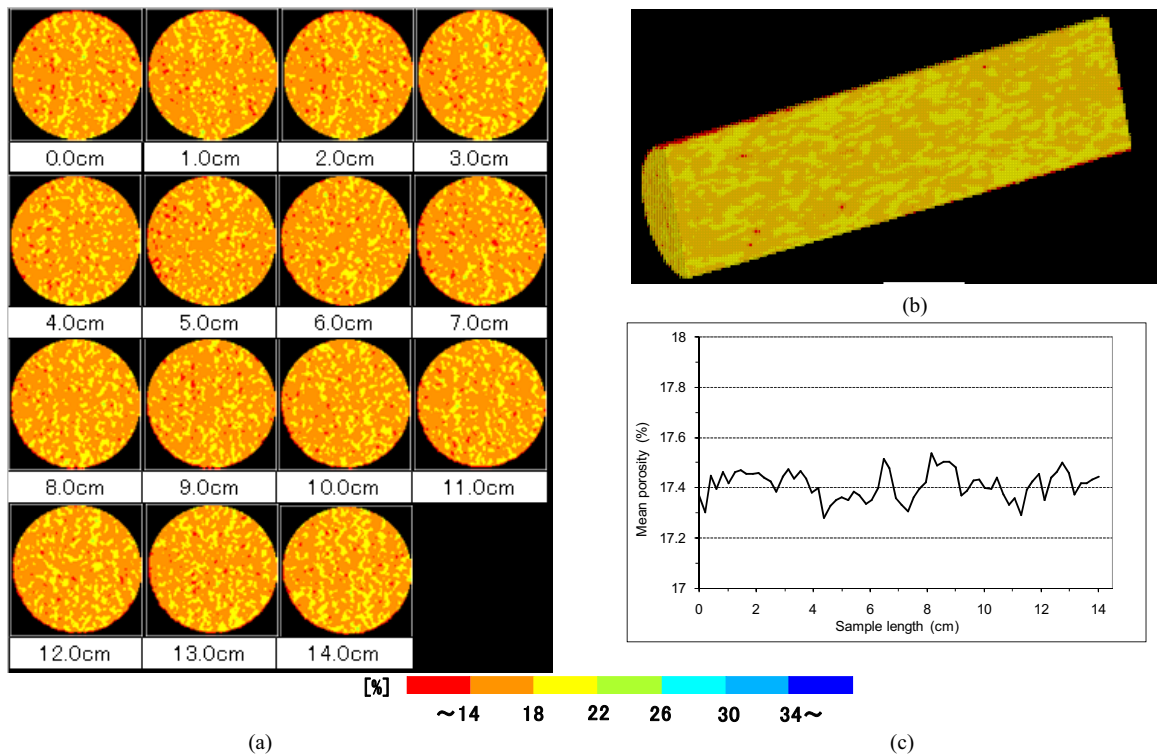 0.0cm 1.0cm 2.0cm 3.0cm
4.0cm 5.0cm 6.0cm 7.0cm
8.0cm 9.0cm 10.0cm 11.0cm
12.0cm 13.0cm 14.0cm
(b)
18
17.8
17.6
17.4
17.2
17
Mean porosity (%)
0 2 4 6 8 10 12 14
Sample length (cm)
[%]
～14 18 22 26 30 34～
(a)
(c)